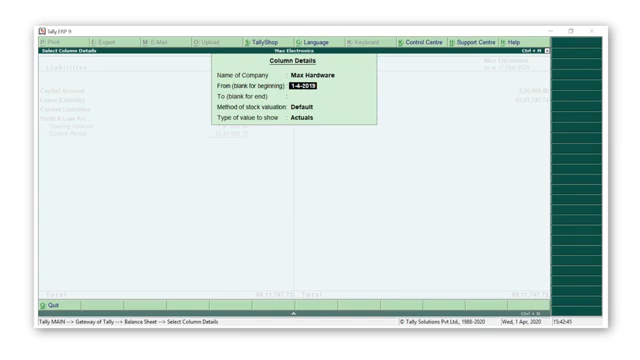 Tally.ERP 9
P: Print E: Export M: E-Mail O: Upload S: TallyShop G: Language K: Keyboard K: Control Centre H: Support Centre H: Help
Select Column Details Max Electronics Ctrl + M
Column Details
Name of Company : Max Hardware
From (blank for beginning) : 1-4-2019
To (blank for end) :
Method of stock valuation : Default
Type of value to show : Actuals
Liabilities
Max Electronics
Capital Account
Loans (Liability)
Current Liabilities
Profit & Loss A/c
Opening Balance
Current Period
Total Total
Q: Quit
Ctrl + N
Tally MAIN --> Gateway of Tally --> Balance Sheet --> Select Column Details © Tally Solutions Pvt Ltd., 1988-2020 Wed, 1 Apr, 2020 15:42:45